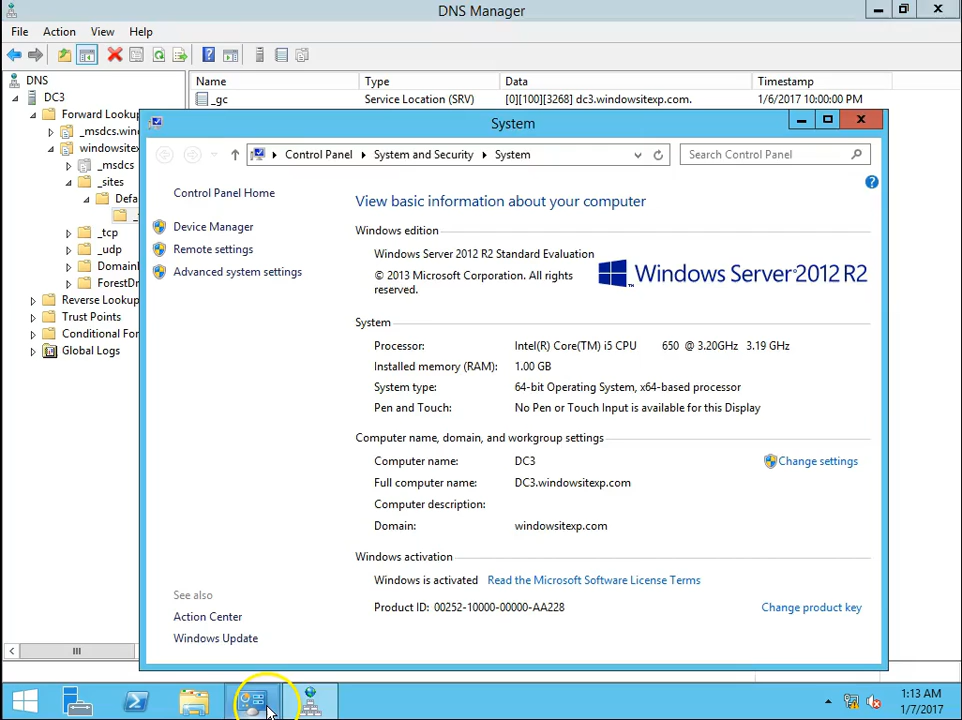 DNS Manager
File Action View Help
DNS
DC3
Forward Lookup
_msdcs.wind
windowsitex
_msdcs
_sites
Defa
_tcp
_udp
Domain
ForestDn
Reverse Lookup
Trust Points
Conditional For
Global Logs
Name Type Data Timestamp
_gc Service Location (SRV) [0][100][3268] dc3.windowsitexp.com. 1/6/2017 10:00:00 PM
System
Control Panel System and Security System
Search Control Panel
Control Panel Home
Device Manager
Remote settings
Advanced system settings
See also
Action Center
Windows Update
View basic information about your computer
Windows edition
Windows Server 2012 R2 Standard Evaluation
© 2013 Microsoft Corporation. All rights
reserved.
Windows Server 2012 R2
System
Processor: Intel(R) Core(TM) i5 CPU 650 @ 3.20GHz 3.19 GHz
Installed memory (RAM): 1.00 GB
System type: 64-bit Operating System, x64-based processor
Pen and Touch: No Pen or Touch Input is available for this Display
Computer name, domain, and workgroup settings
Computer name: DC3
Change settings
Full computer name: DC3.windowsitexp.com
Computer description:
Domain: windowsitexp.com
Windows activation
Windows is activated Read the Microsoft Software License Terms
Product ID: 00252-10000-00000-AA228
Change product key
1:13 AM
1/7/2017